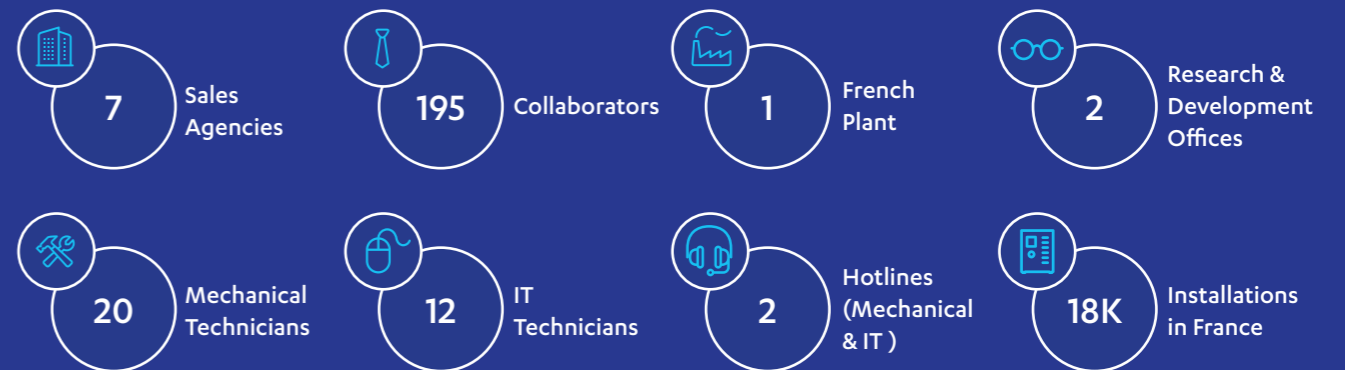 7
Sales
Agencies
195
Collaborators
1
French
Plant
2
Research &
Development
Offices
20
Mechanical
Technicians
12
IT
Technicians
2
Hotlines
(Mechanical
& IT )
18K
Installations
in France